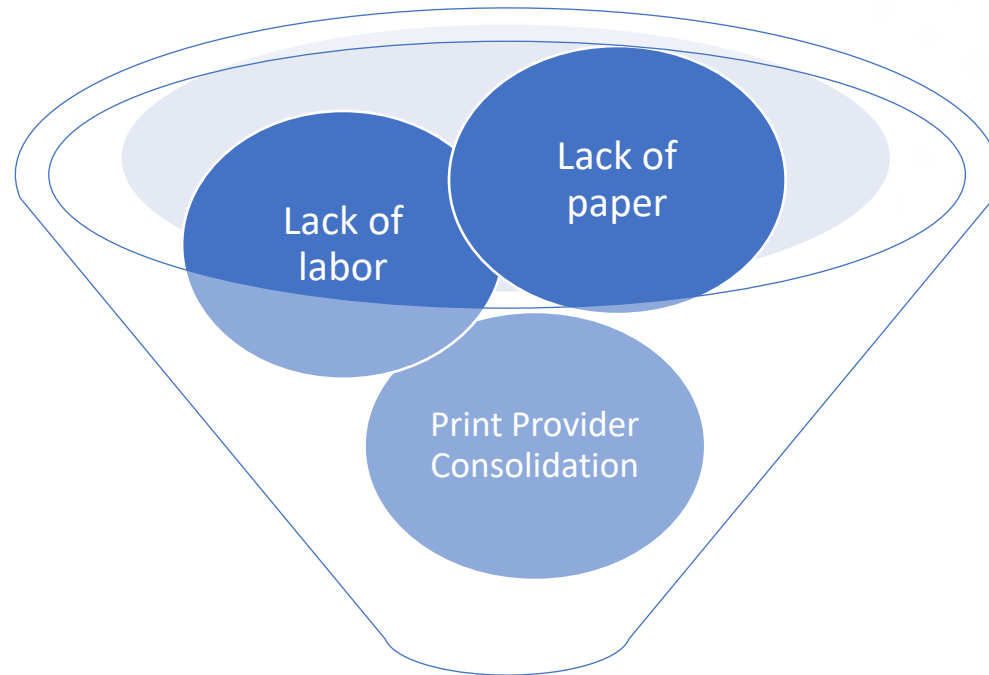 Lack of
paper
Lack of
labor
Print Provider
Consolidation